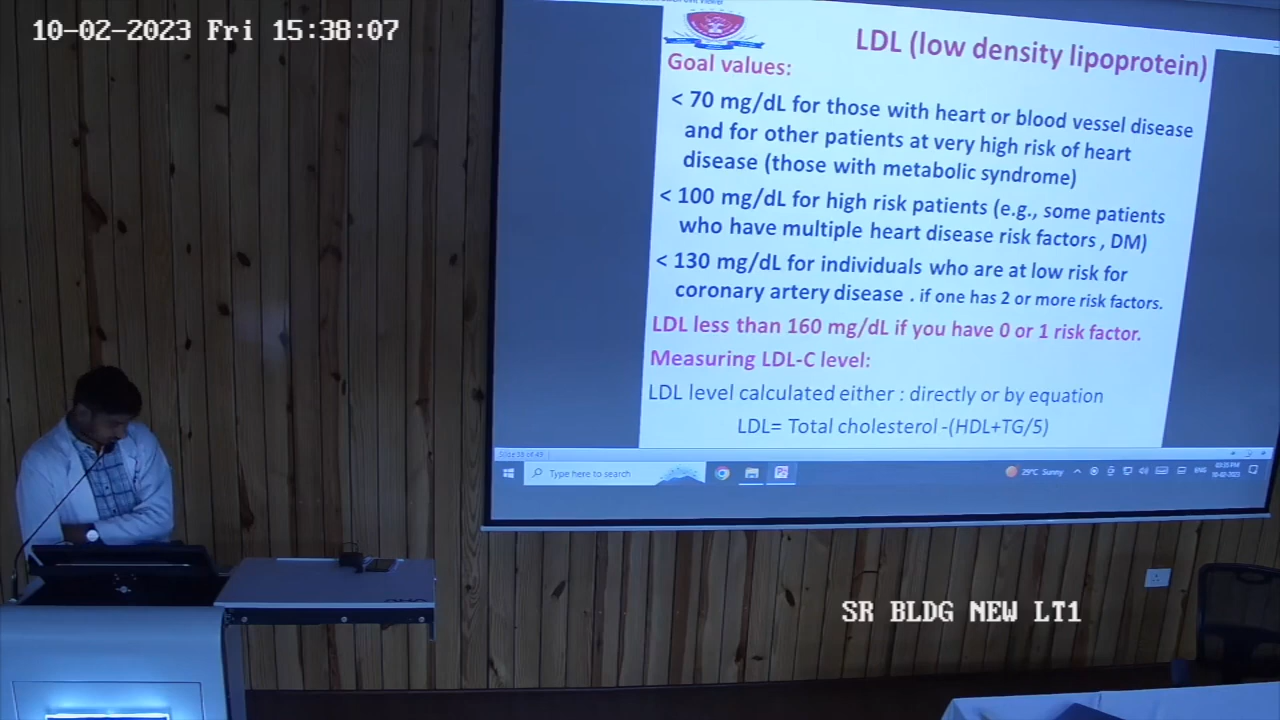 10-02-2023 Fri 15:38:07
LDL (low density lipoprotein)
Goal values:
< 70 mg/dL for those with heart or blood vessel disease
and for other patients at very high risk of heart
disease (those with metabolic syndrome)
< 100 mg/dL for high risk patients (e.g., some patients
who have multiple heart disease risk factors , DM)
< 130 mg/dL for individuals who are at low risk for
coronary artery disease . if one has 2 or more risk factors.
LDL less than 160 mg/dL if you have 0 or 1 risk factor.
Measuring LDL-C level:
LDL level calculated either : directly or by equation
LDL= Total cholesterol -(HDL+TG/5)
Type here to search
29°C Sunny
ENG
10-02-2023
SR BLDG NEW LT1